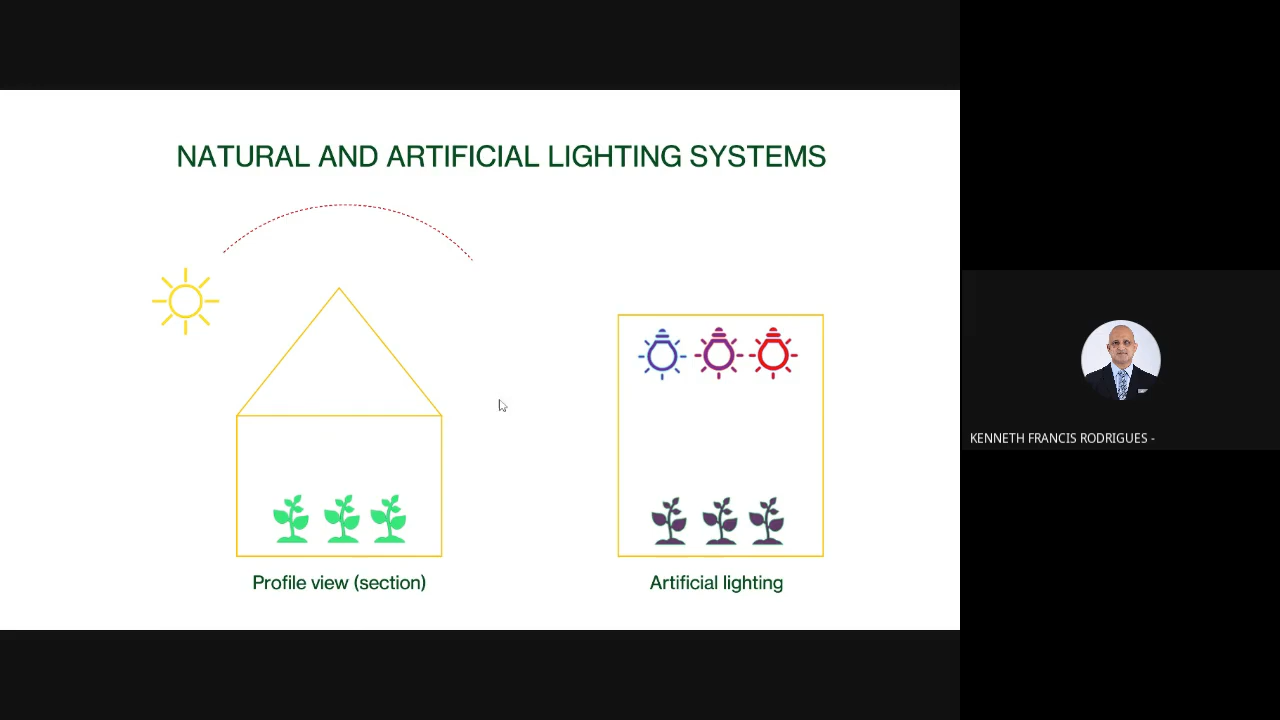 NATURAL AND ARTIFICIAL LIGHTING SYSTEMS
Profile view (section)
Artificial lighting
KENNETH FRANCIS RODRIGUES -